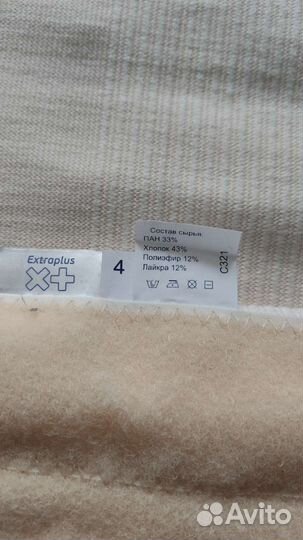 Extraplus
X+
4
Состав сырья
ПАН 33%
Хлопок 43%
Полиэфир 12%
Лайкра 12%
С321
Avito